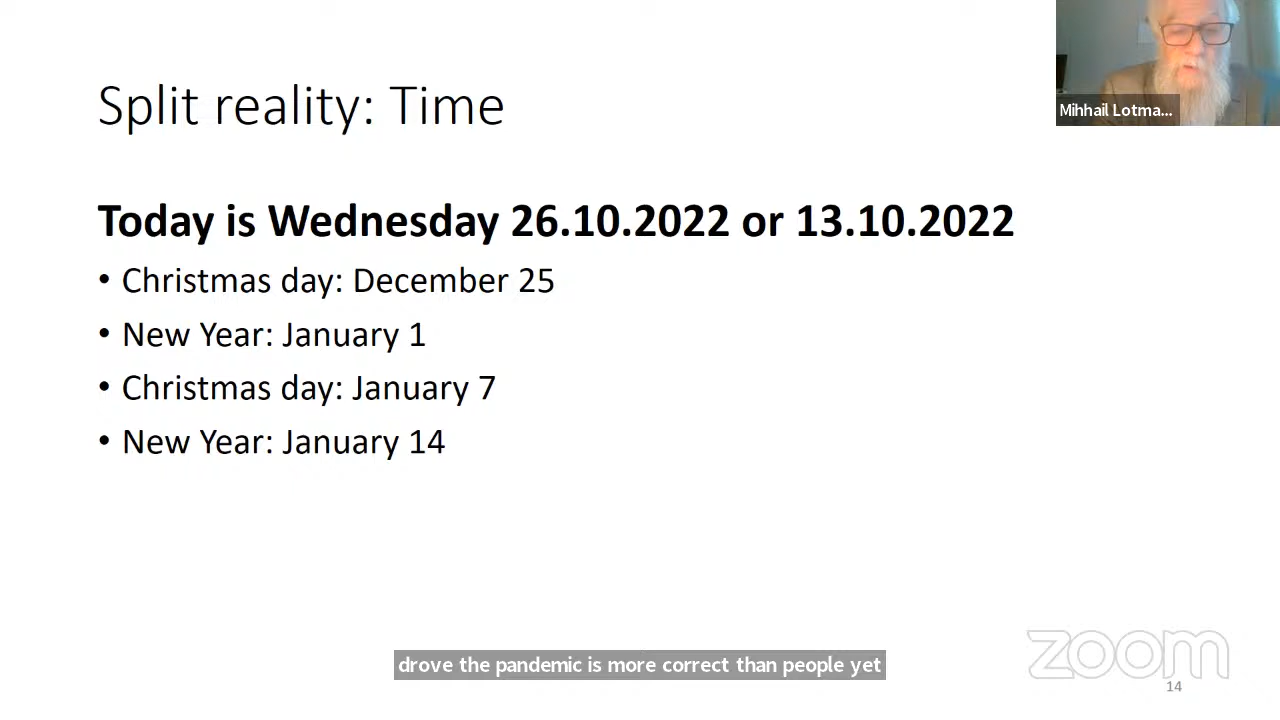 Split reality: Time
Mihhail Lotma...
Today is Wednesday 26.10.2022 or 13.10.2022
• Christmas day: December 25
• New Year: January 1
• Christmas day: January 7
• New Year: January 14
drove the pandemic is more correct than people yet
zoom
14